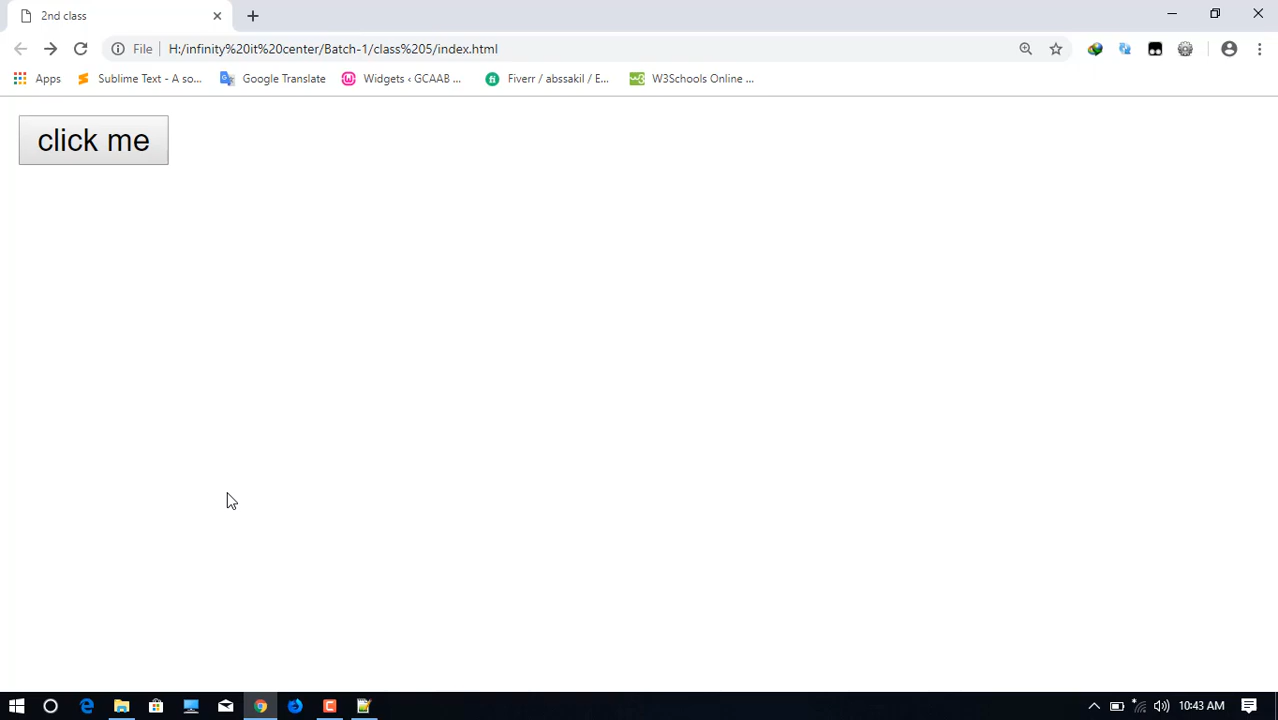 2nd class
File H:/infinity%20it%20center/Batch-1/class%205/index.html
Apps Sublime Text - A so... Google Translate Widgets ‹ GCAAB ... Fiverr / abssakil / E... W3Schools Online ...
click me
10:43 AM